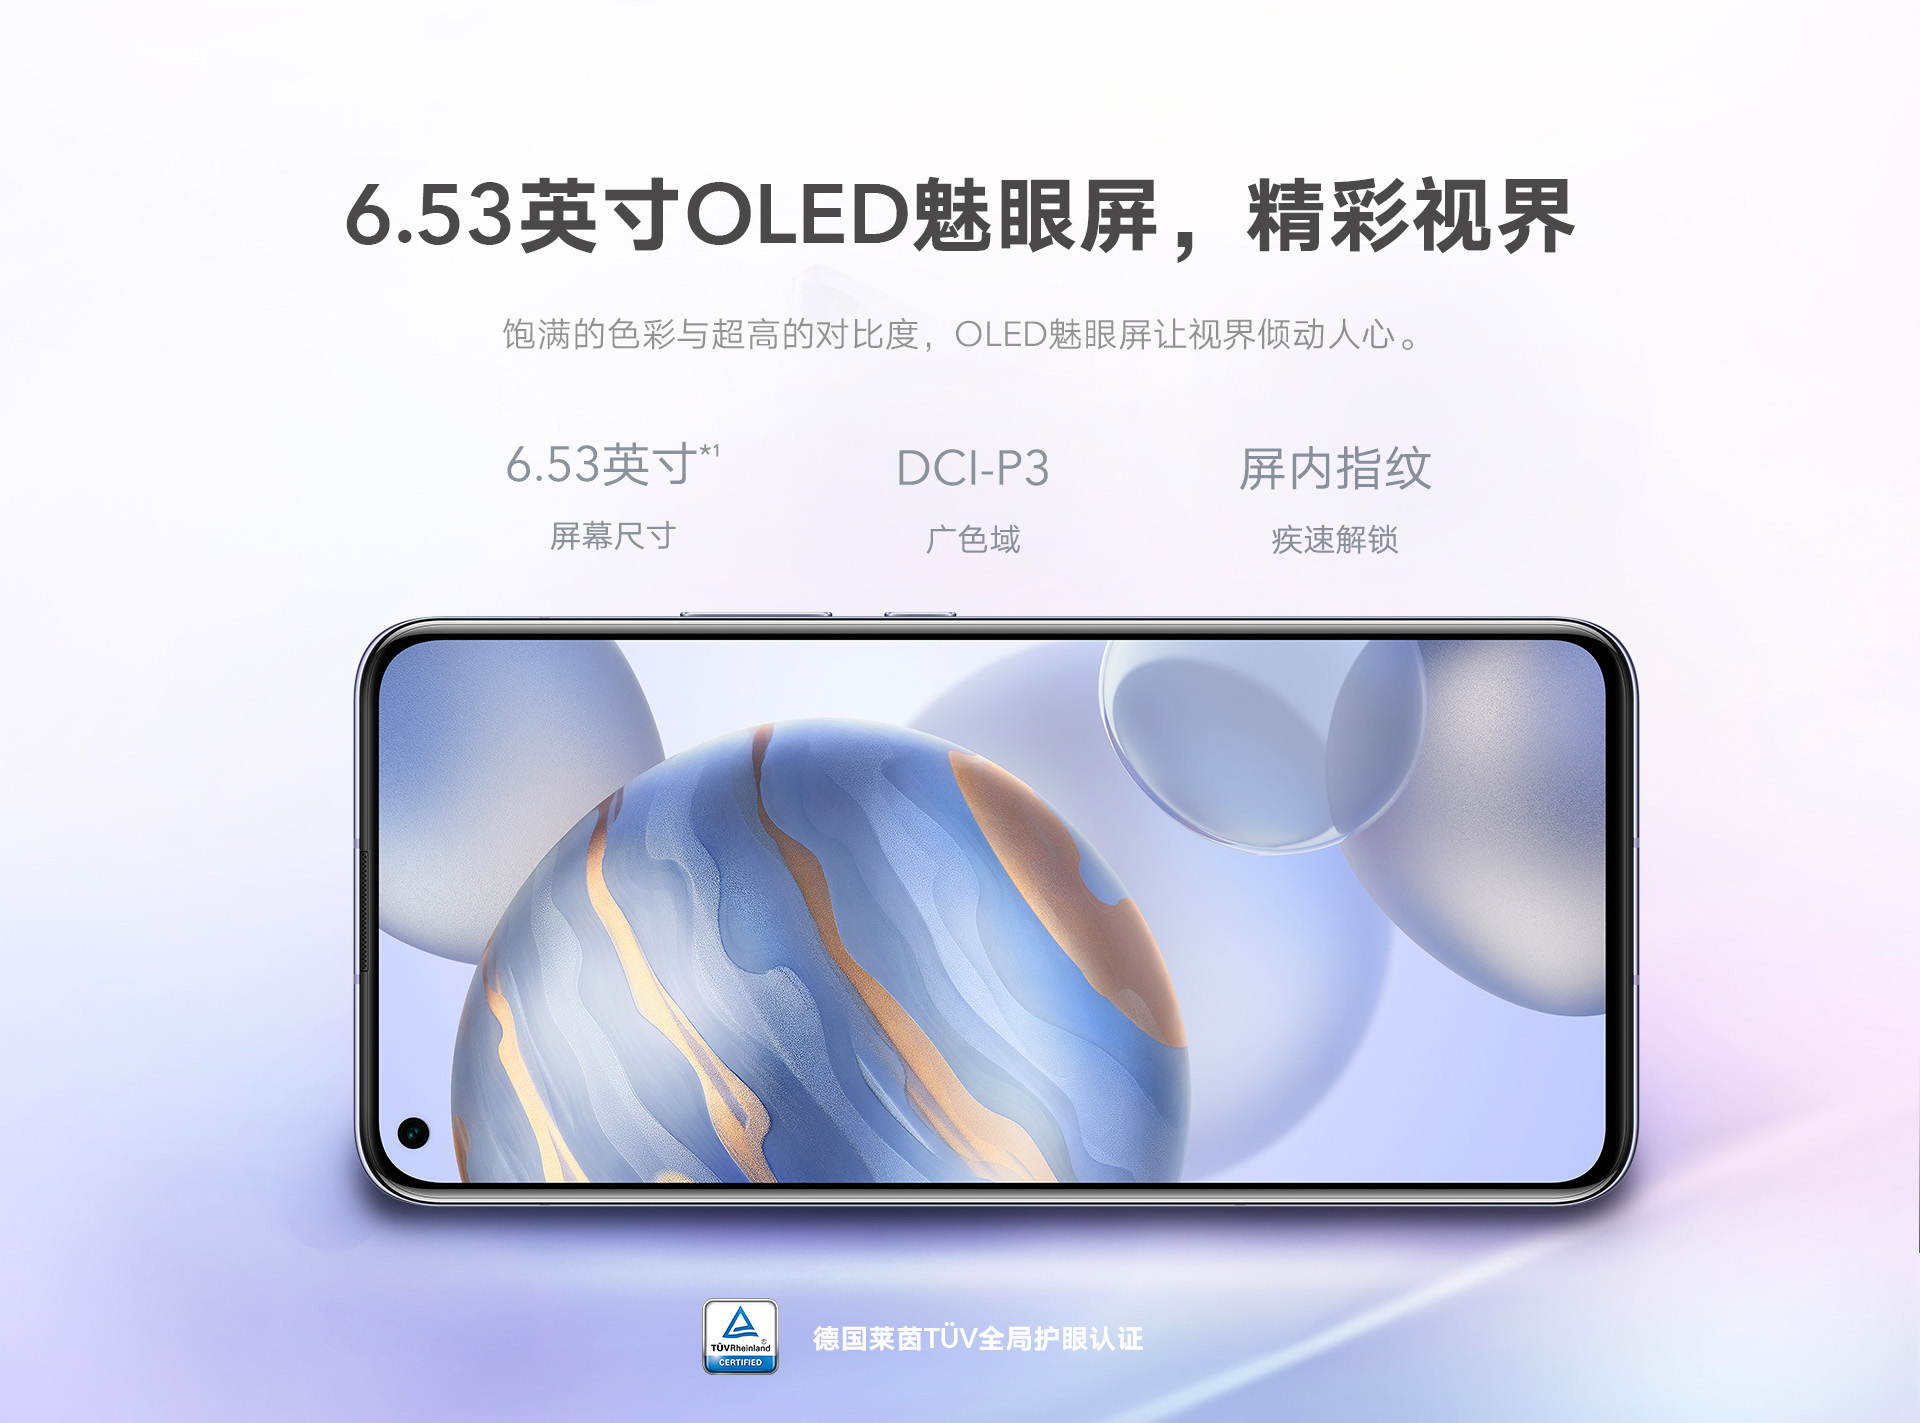 6.53英寸OLED魅眼屏，精彩视界
饱满的色彩与超高的对比度，OLED魅眼屏让视界倾动人心。
6.53英寸*1
屏幕尺寸
DCI-P3
广色域
屏内指纹
疾速解锁
TÜVRheinland®
CERTIFIED
德国莱茵TÜV全局护眼认证